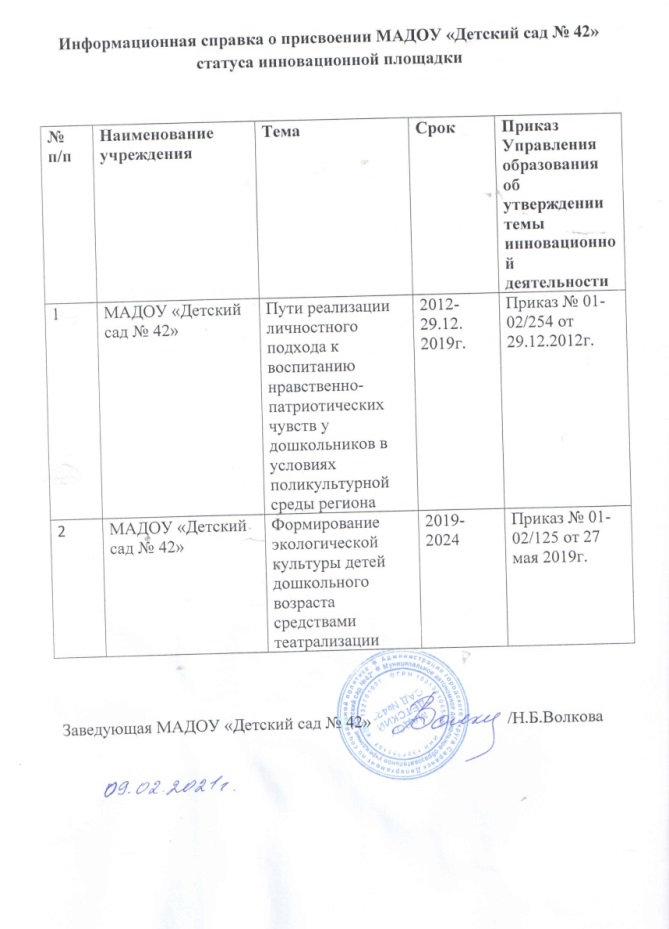 Информационная справка о присвоении МАДОУ «Детский сад № 42»
статуса инновационной площадки
№
п/п
Наименование
учреждения
Тема
Срок
Приказ
Управления
образования
об
утверждении
темы
инновационно
й
деятельности
1
МАДОУ «Детский
сад № 42»
Пути реализации
личностного
подхода к
воспитанию
нравственно-
патриотических
чувств у
дошкольников в
условиях
поликультурной
среды региона
2012-
29.12.
2019г.
Приказ № 01-
02/254 от
29.12.2012г.
2
МАДОУ «Детский
сад № 42»
Формирование
экологической
культуры детей
дошкольного
возраста
средствами
театрализации
2019-
2024
Приказ № 01-
02/125 от 27
мая 2019г.
Заведующая МАДОУ «Детский сад № 42»
/Н.Б.Волкова
ДЕТСКИЙ
САД №42
09.02.2021г.